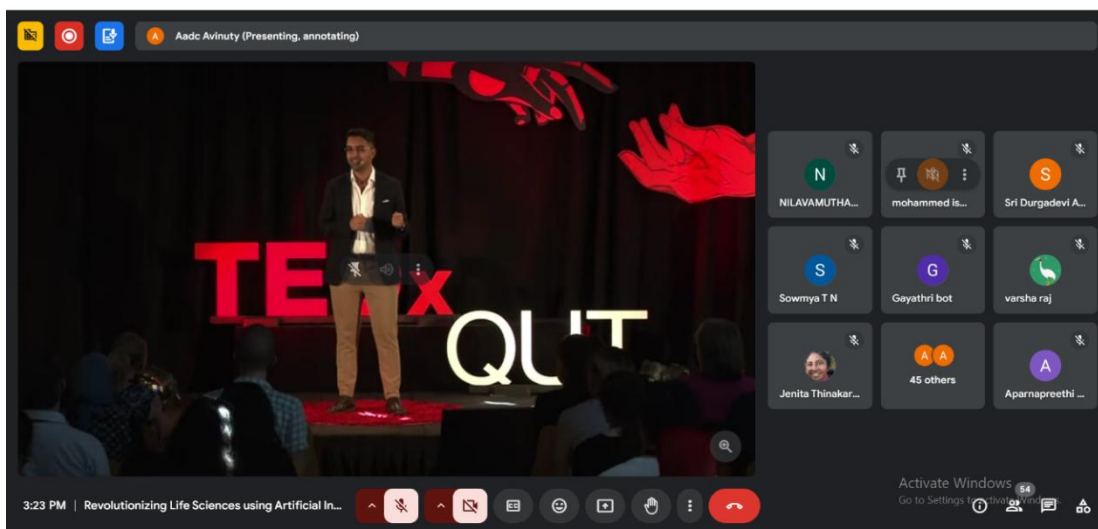 A Aadc Avinuty (Presenting, annotating)
TEDx
QUT
N
NILAVAMUTHA...
mohammed is...
S
Sri Durgadevi A...
S
Sowmya T N
G
Gayathri bot
varsha raj
Jenita Thinakar...
A A
45 others
A
Aparnapreethi ...
3:23 PM | Revolutionizing Life Sciences using Artificial In...
CC
Activate Windows
Go to Settings to activate Windows.
54